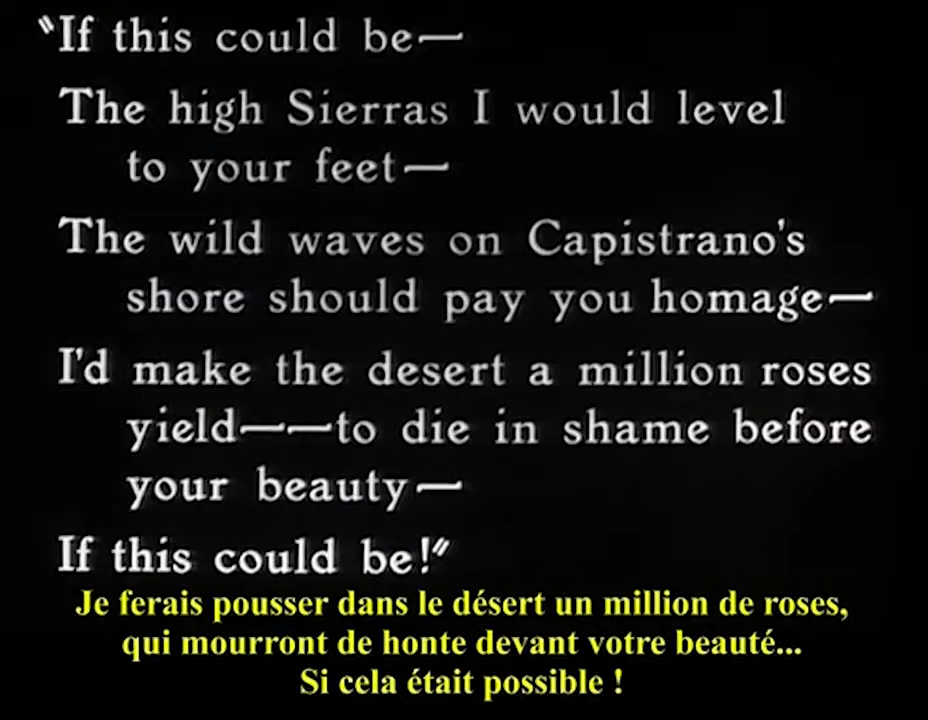 "If this could be—
The high Sierras I would level
to your feet—
The wild waves on Capistrano's
shore should pay you homage—
I'd make the desert a million roses
yield——to die in shame before
your beauty—
If this could be!"
Je ferais pousser dans le désert un million de roses,
qui mourront de honte devant votre beauté...
Si cela était possible !